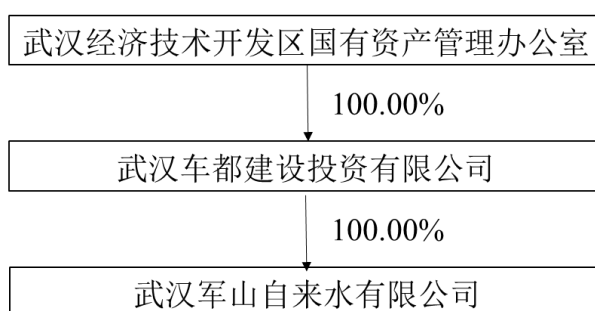 武汉经济技术开发区国有资产管理办公室
100.00%
武汉车都建设投资有限公司
100.00%
武汉军山自来水有限公司